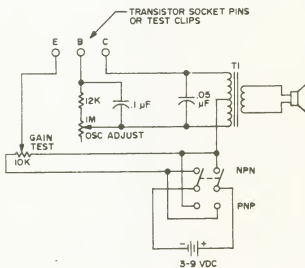 TRANSISTOR SOCKET PINS
OR TEST CLIPS
E B C
T1
12K
.1 µF
.05
µF
1M
OSC ADJUST
GAIN
TEST
10K
NPN
PNP
- +
3-9 VDC